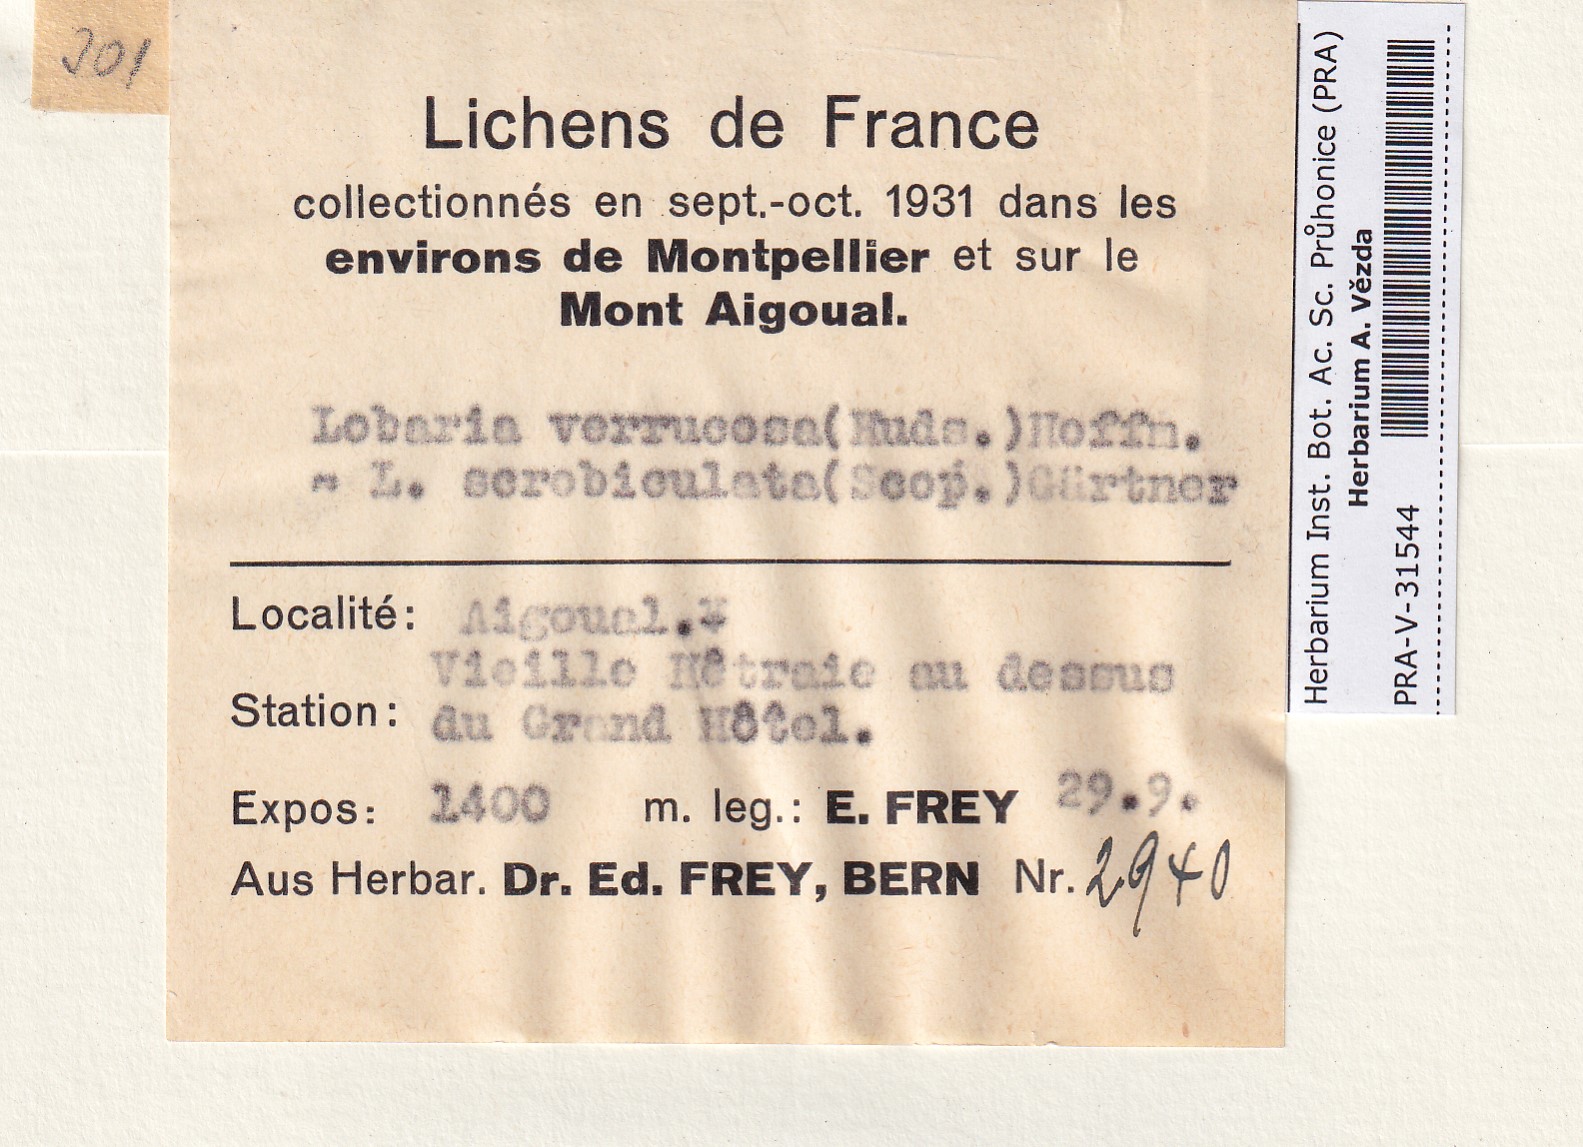 301
Lichens de France
collectionnés en sept.-oct. 1931 dans les
environs de Montpellier et sur le
Mont Aigoual.
Lobaria verrucosa(Huds.)Hoffm.
= L. scrobiculata(Scop.)Gärtner
Localité: Aigoual.
Station: Vieille Hêtraie au dessus
du Grand Hôtel.
Expos: 1400 m. leg.: E. FREY 29.9.
Aus Herbar. Dr. Ed. FREY, BERN Nr. 2940
Herbarium Inst. Bot. Ac. Sc. Průhonice (PRA)
Herbarium A. Vězda
PRA-V-31544